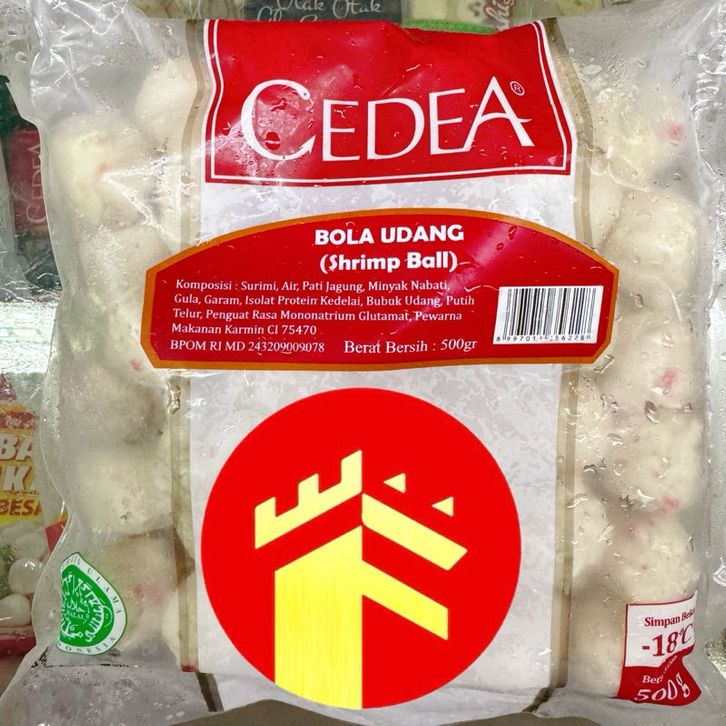 CEDEA®
BOLA UDANG
(Shrimp Ball)
Komposisi : Surimi, Air, Pati Jagung, Minyak Nabati,
Gula, Garam, Isolat Protein Kedelai, Bubuk Udang, Putih
Telur, Penguat Rasa Mononatrium Glutamat, Pewarna
Makanan Karmin CI 75470
BPOM RI MD 243209009078 Berat Bersih : 500gr
HALAL
Simpan
-18°C
500g
CEDEA